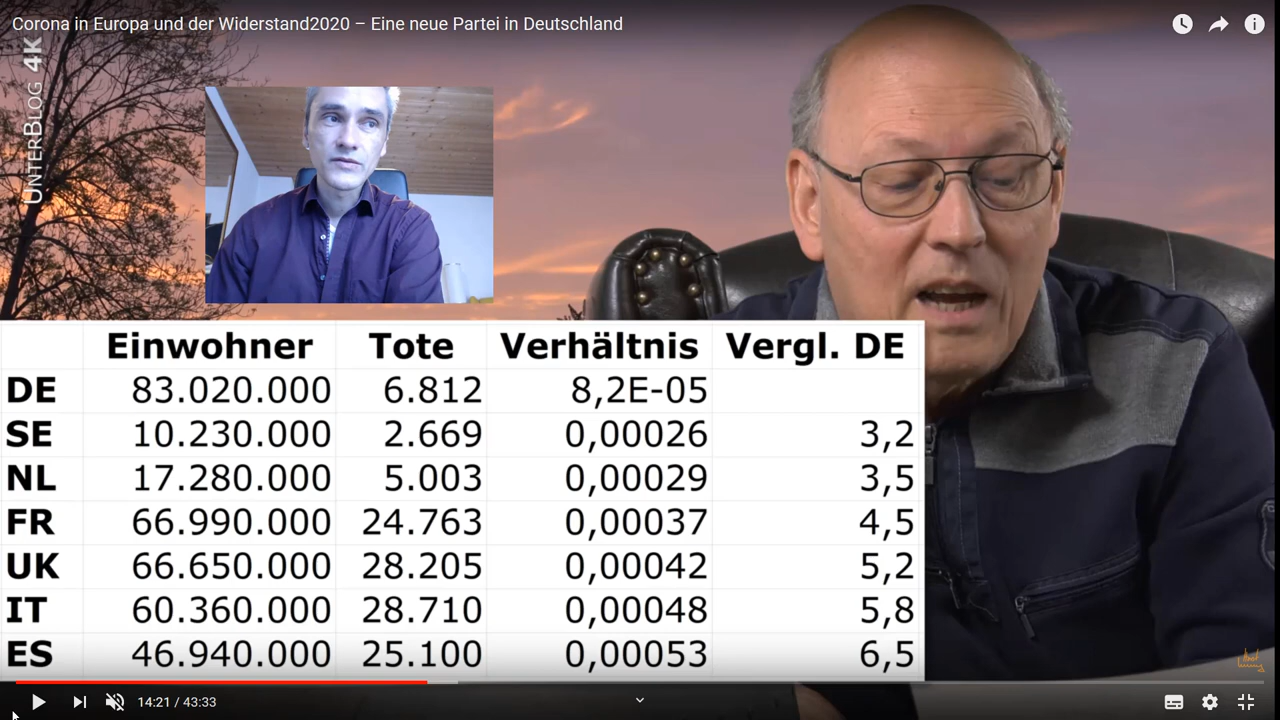 Corona in Europa und der Widerstand2020 – Eine neue Partei in Deutschland
UNTERBLOG 4K
Einwohner Tote Verhältnis Vergl. DE
DE 83.020.000 6.812 8,2E-05
SE 10.230.000 2.669 0,00026 3,2
NL 17.280.000 5.003 0,00029 3,5
FR 66.990.000 24.763 0,00037 4,5
UK 66.650.000 28.205 0,00042 5,2
IT 60.360.000 28.710 0,00048 5,8
ES 46.940.000 25.100 0,00053 6,5
14:21 / 43:33